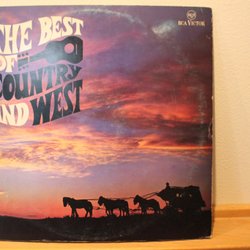 THE BEST
OF
COUNTRY
AND WEST
RCA VICTOR